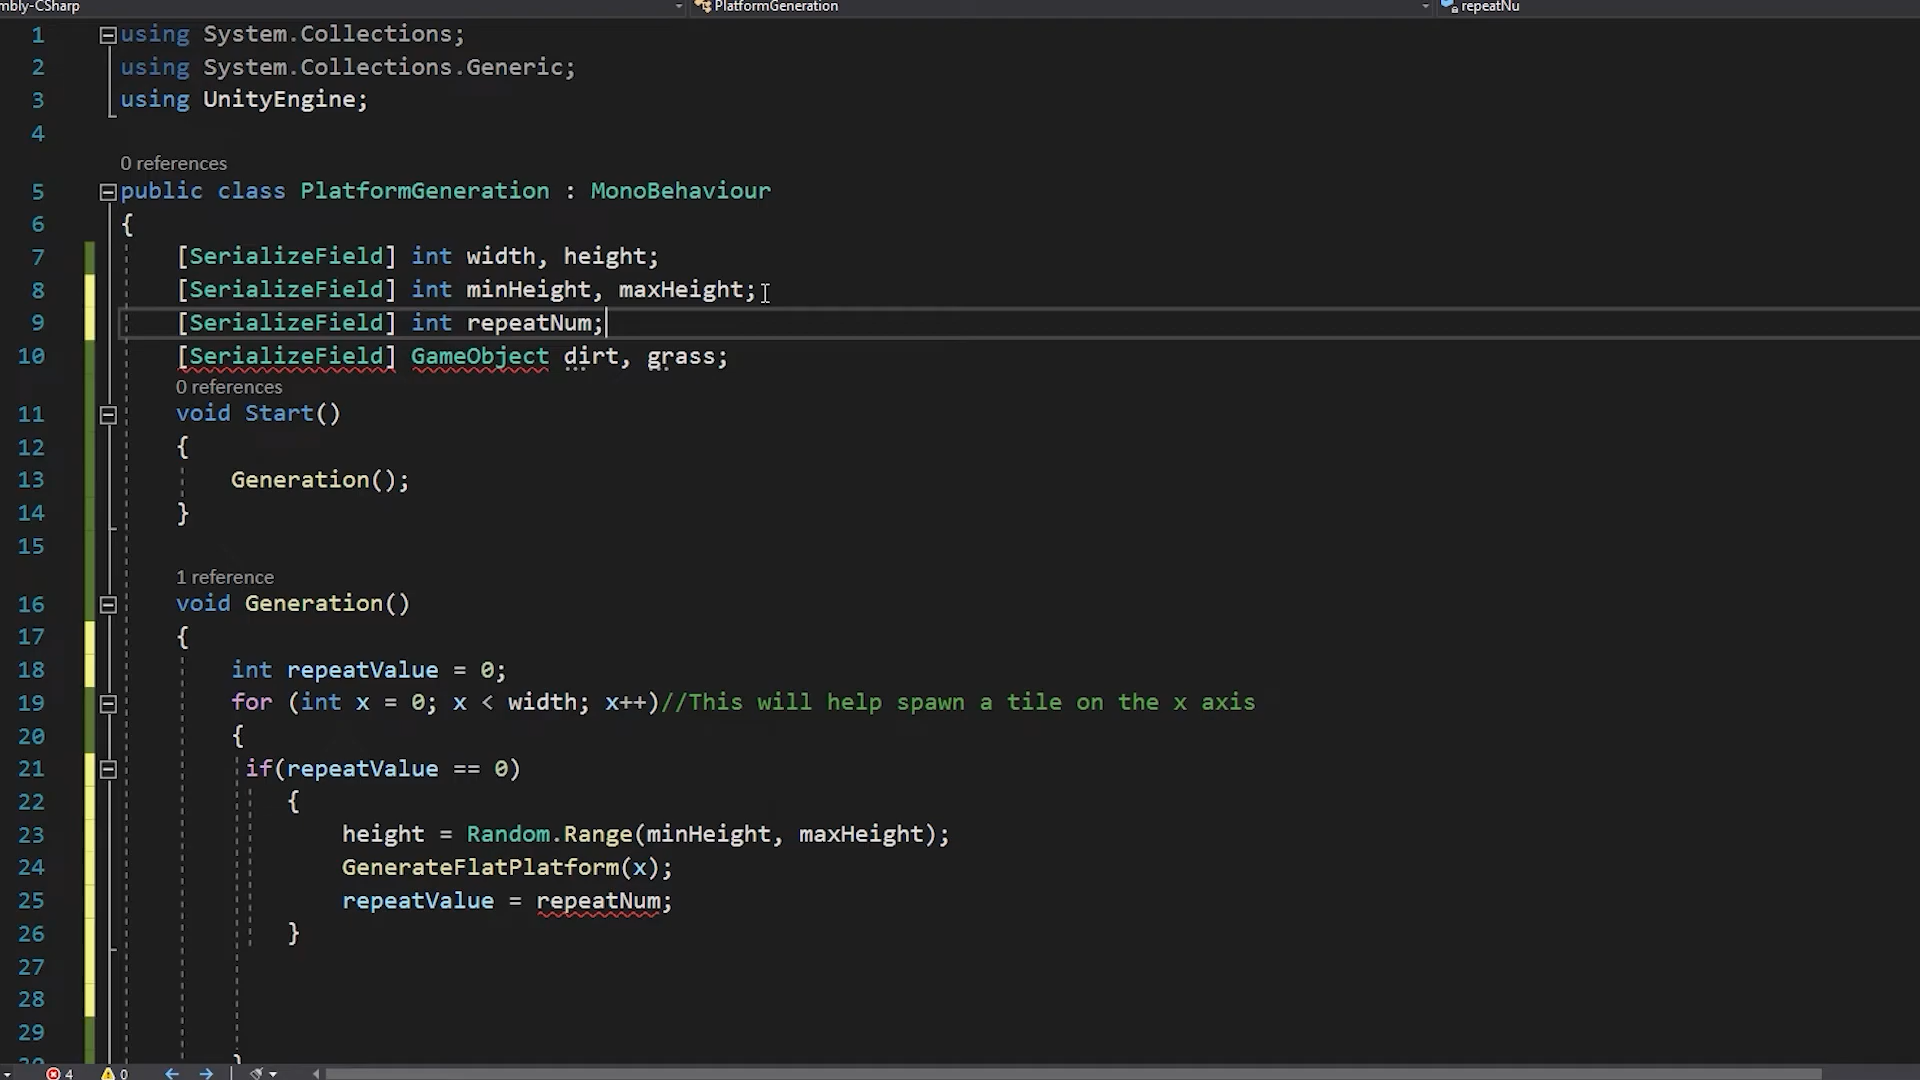 mbly-CSharp PlatformGeneration repeatNu
1 using System.Collections;
2 using System.Collections.Generic;
3 using UnityEngine;
4
0 references
5 public class PlatformGeneration : MonoBehaviour
6 {
7 [SerializeField] int width, height;
8 [SerializeField] int minHeight, maxHeight;
9 [SerializeField] int repeatNum;
10 [SerializeField] GameObject dirt, grass;
0 references
11 void Start()
12 {
13 Generation();
14 }
15
1 reference
16 void Generation()
17 {
18 int repeatValue = 0;
19 for (int x = 0; x < width; x++)//This will help spawn a tile on the x axis
20 {
21 if(repeatValue == 0)
22 {
23 height = Random.Range(minHeight, maxHeight);
24 GenerateFlatPlatform(x);
25 repeatValue = repeatNum;
26 }
27
28
29
30 }
4 0